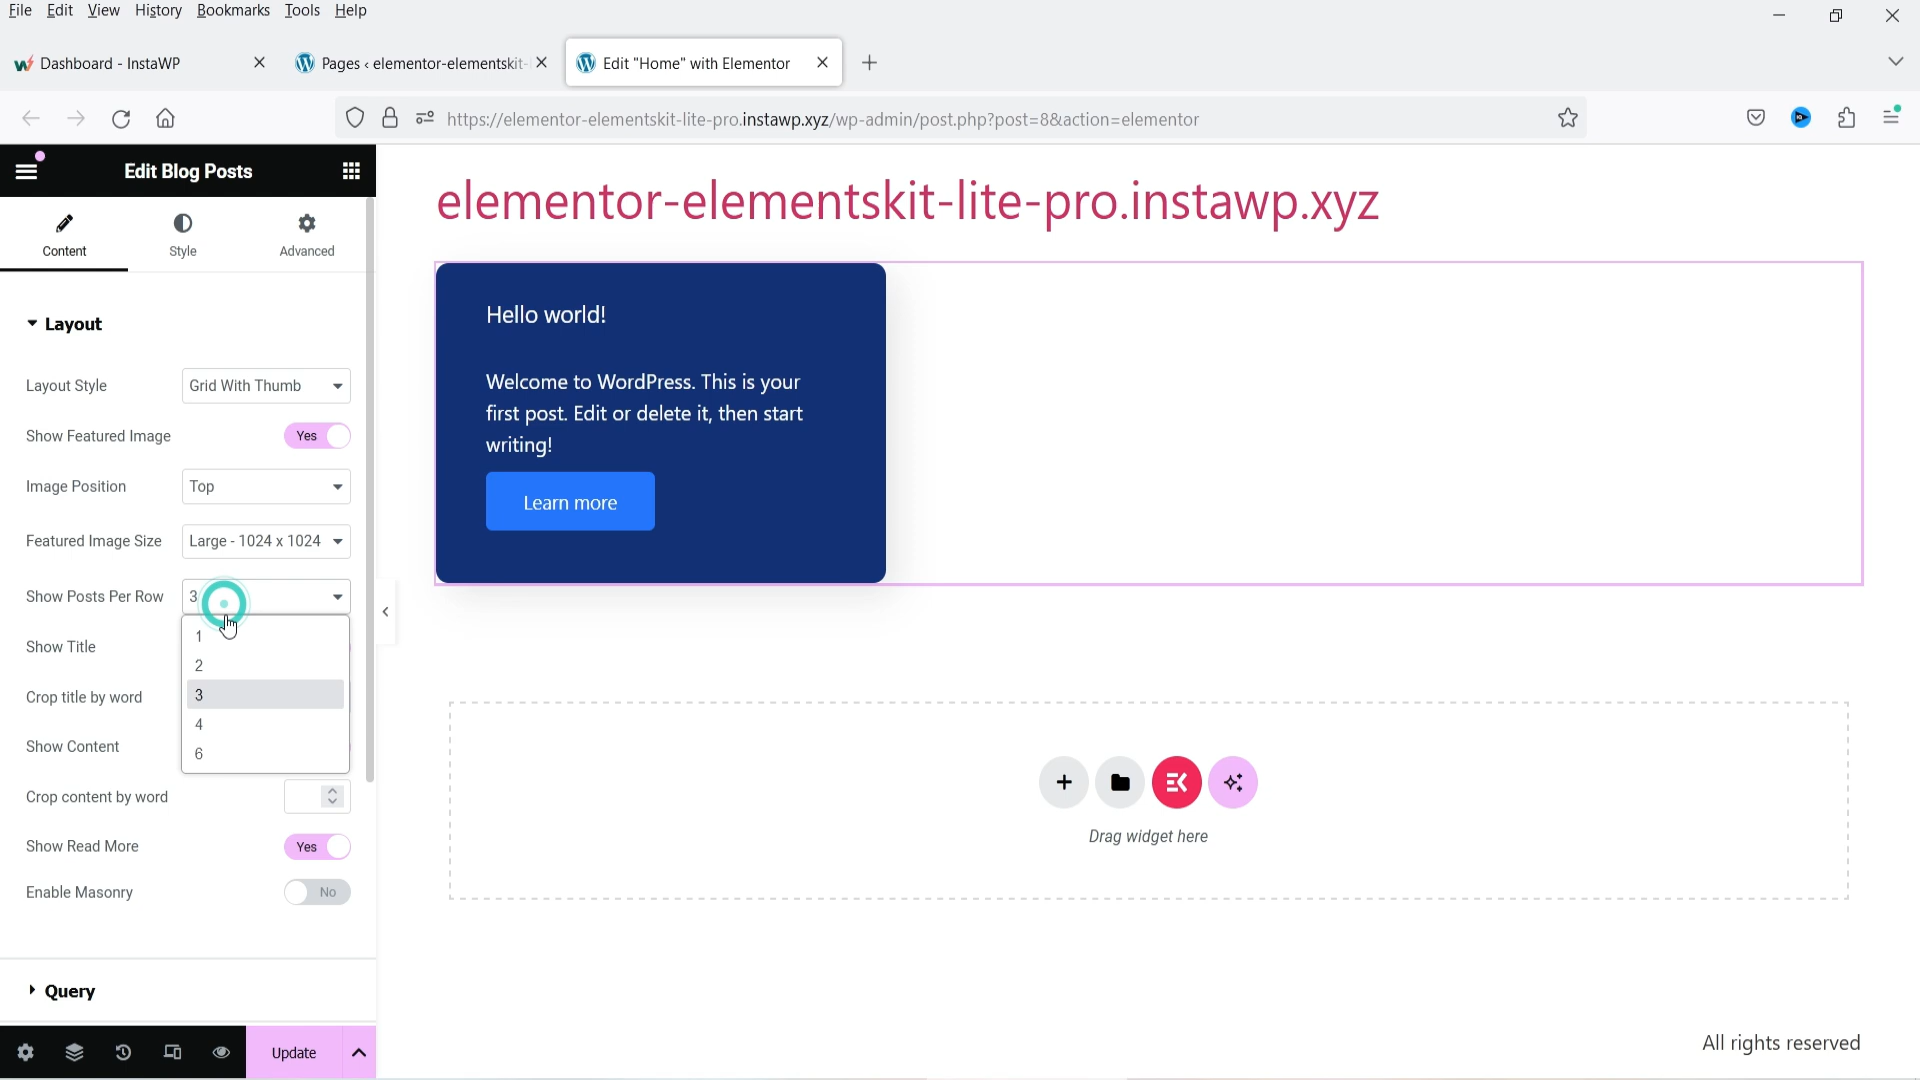 File Edit View History Bookmarks Tools Help
Dashboard - InstaWP
Pages ‹ elementor-elementskit-
Edit "Home" with Elementor
https://elementor-elementskit-lite-pro.instawp.xyz/wp-admin/post.php?post=8&action=elementor
Edit Blog Posts
Content
Style
Advanced
Layout
Layout Style
Grid With Thumb
Show Featured Image
Yes
Image Position
Top
Featured Image Size
Large - 1024 x 1024
Show Posts Per Row
3
1
2
3
4
6
Show Title
Crop title by word
Show Content
Crop content by word
Show Read More
Yes
Enable Masonry
No
Query
Update
elementor-elementskit-lite-pro.instawp.xyz
Hello world!
Welcome to WordPress. This is your
first post. Edit or delete it, then start
writing!
Learn more
Drag widget here
All rights reserved